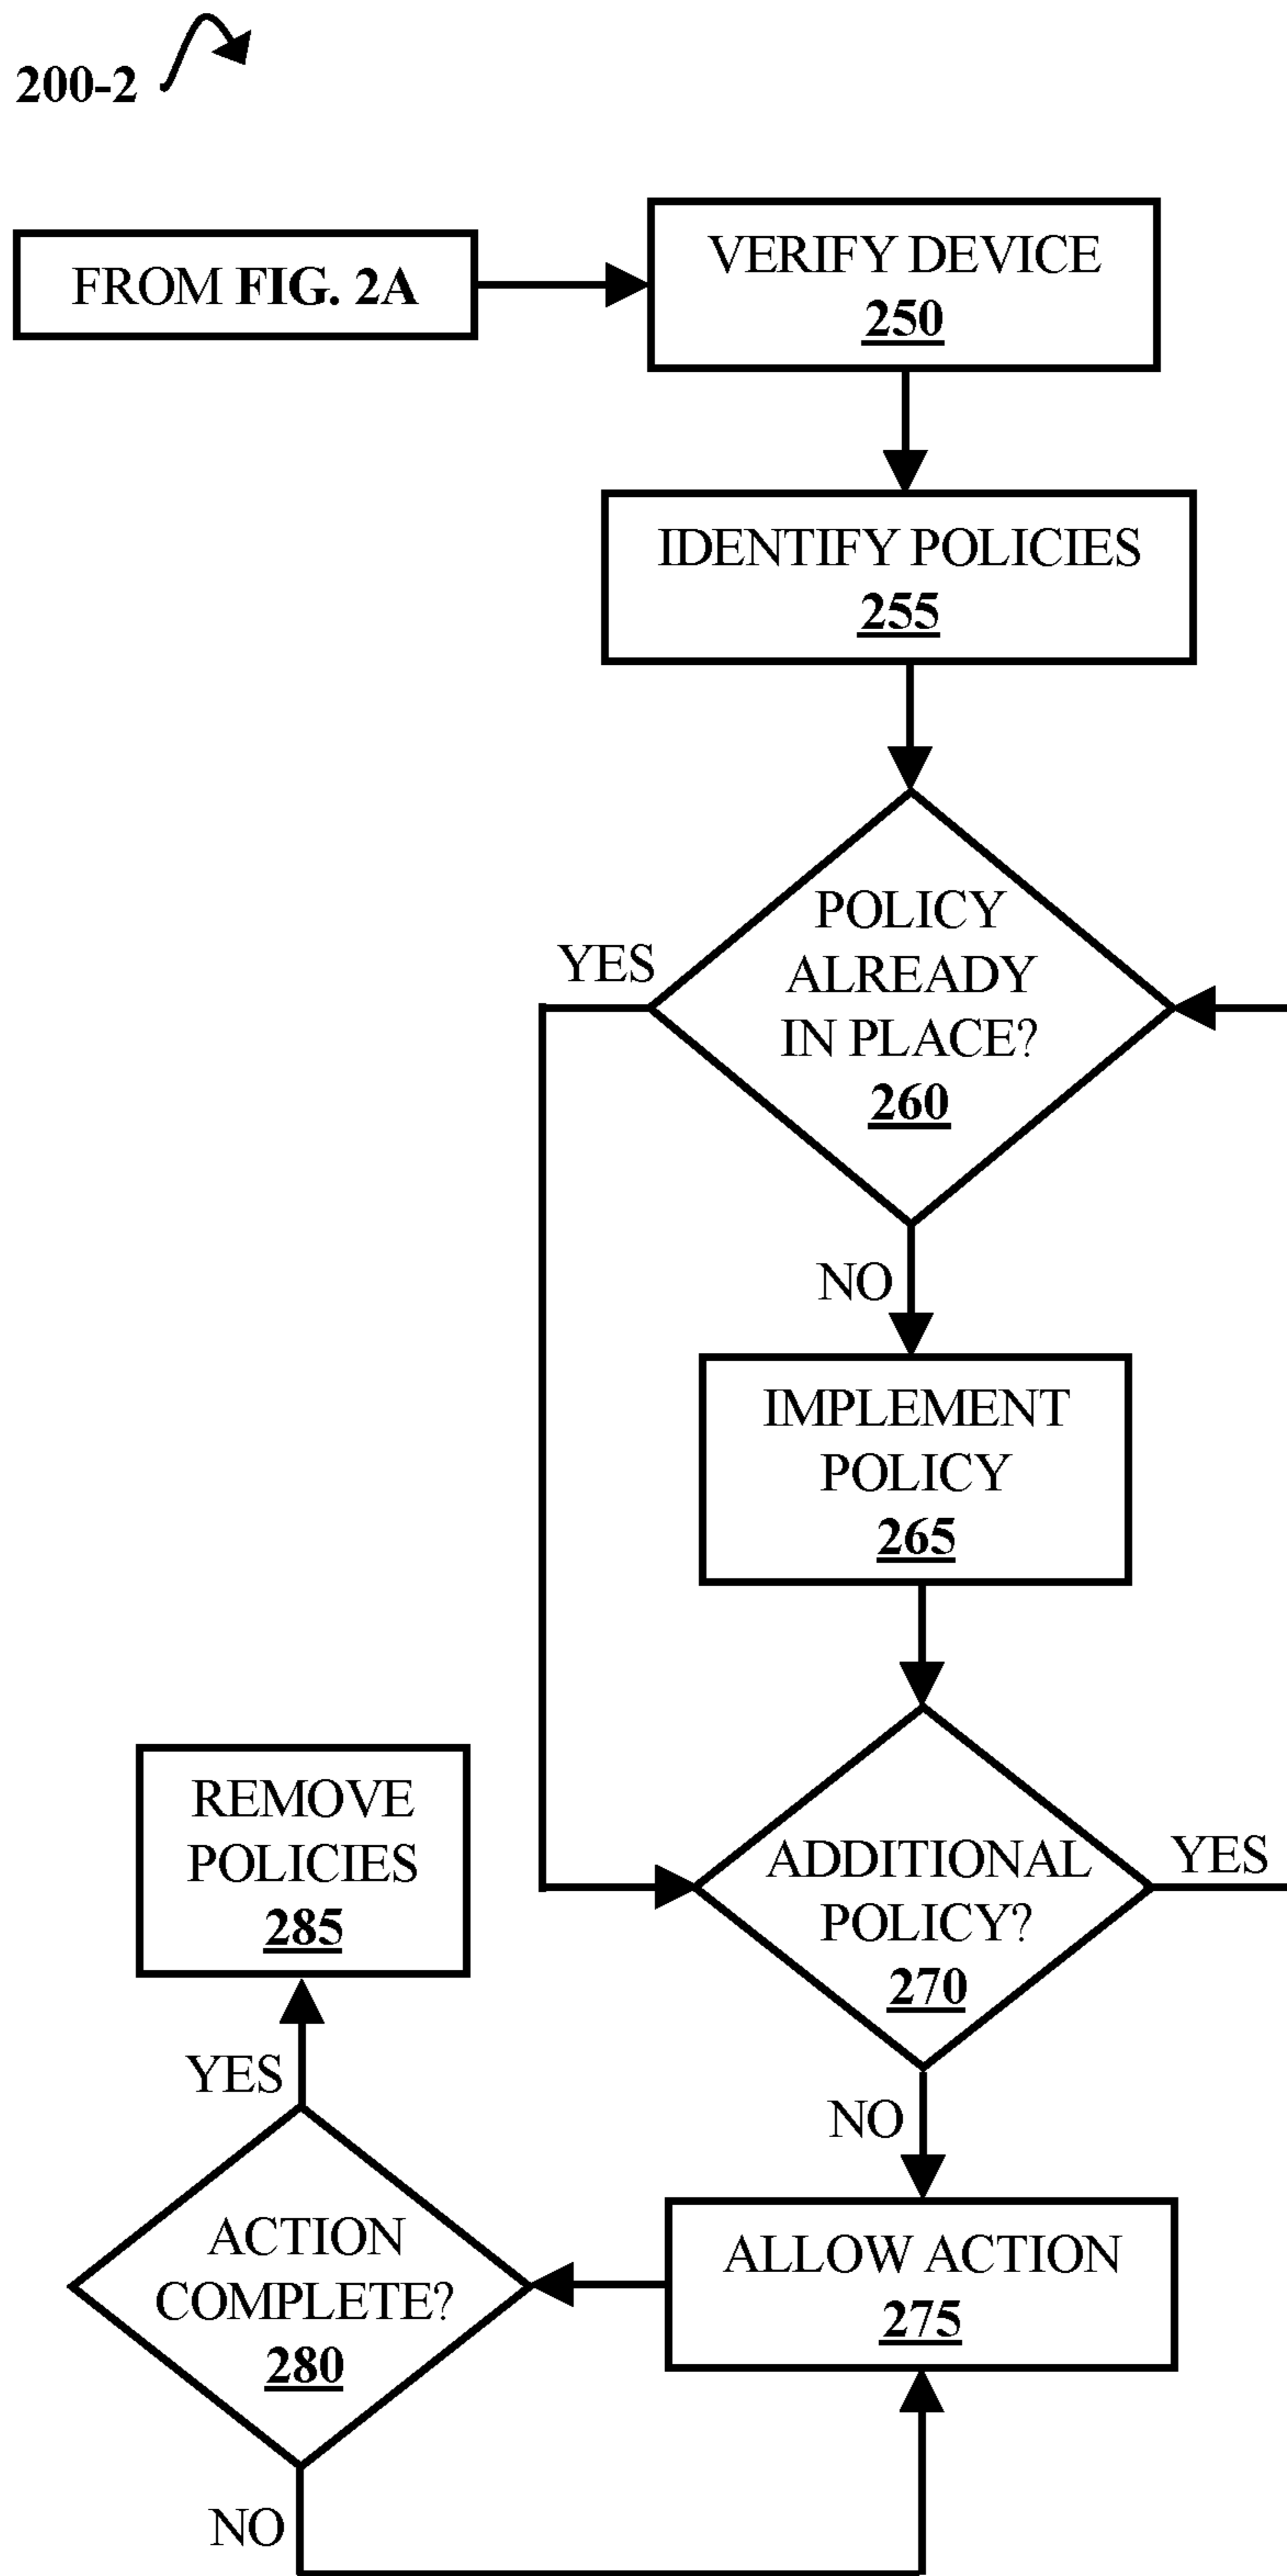 200-2
FROM FIG. 2A
VERIFY DEVICE
250
IDENTIFY POLICIES
255
POLICY
ALREADY
IN PLACE?
260
YES
NO
IMPLEMENT
POLICY
265
ADDITIONAL
POLICY?
270
YES
NO
ALLOW ACTION
275
ACTION
COMPLETE?
280
YES
NO
REMOVE
POLICIES
285